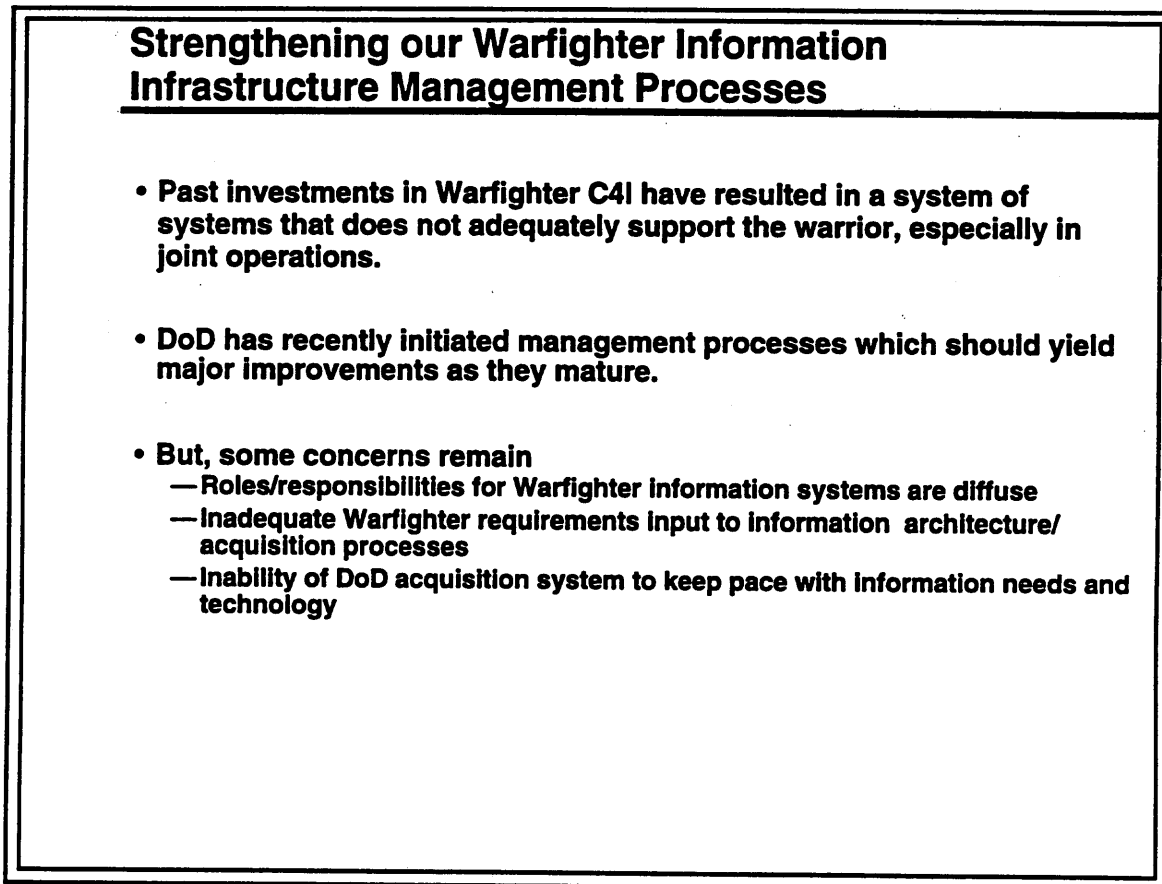 Strengthening our Warfighter Information
Infrastructure Management Processes
• Past investments in Warfighter C4I have resulted in a system of
systems that does not adequately support the warrior, especially in
joint operations.
• DoD has recently initiated management processes which should yield
major improvements as they mature.
• But, some concerns remain
— Roles/responsibilities for Warfighter information systems are diffuse
— Inadequate Warfighter requirements input to information architecture/
acquisition processes
— Inability of DoD acquisition system to keep pace with information needs and
technology